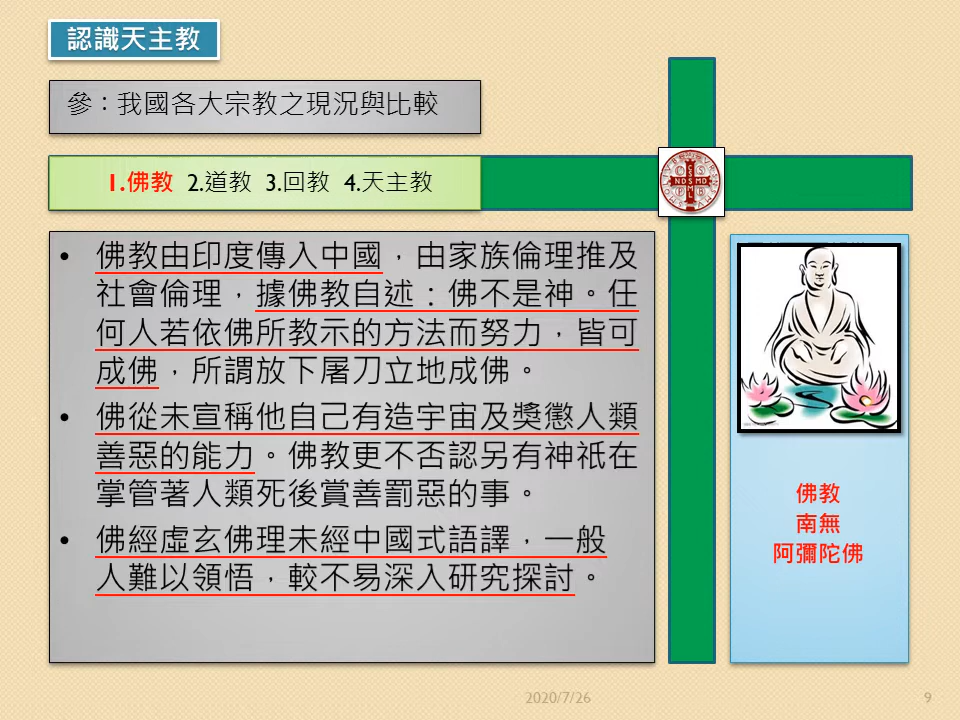 認識天主教
參：我國各大宗教之現況與比較
1.佛教 2.道教 3.回教 4.天主教
NDSMD
CSSML
• 佛教由印度傳入中國，由家族倫理推及
社會倫理，據佛教自述：佛不是神。任
何人若依佛所教示的方法而努力，皆可
成佛，所謂放下屠刀立地成佛。
• 佛從未宣稱他自己有造宇宙及獎懲人類
善惡的能力。佛教更不否認另有神祇在
掌管著人類死後賞善罰惡的事。
• 佛經虛玄佛理未經中國式語譯，一般
人難以領悟，較不易深入研究探討。
佛教
南無
阿彌陀佛
2020/7/26
9